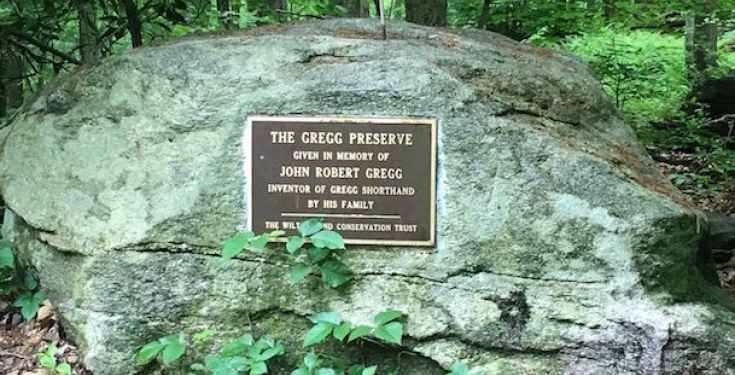 THE GREGG PRESERVE
GIVEN IN MEMORY OF
JOHN ROBERT GREGG
INVENTOR OF GREGG SHORTHAND
BY HIS FAMILY
THE CONSERVATION TRUST